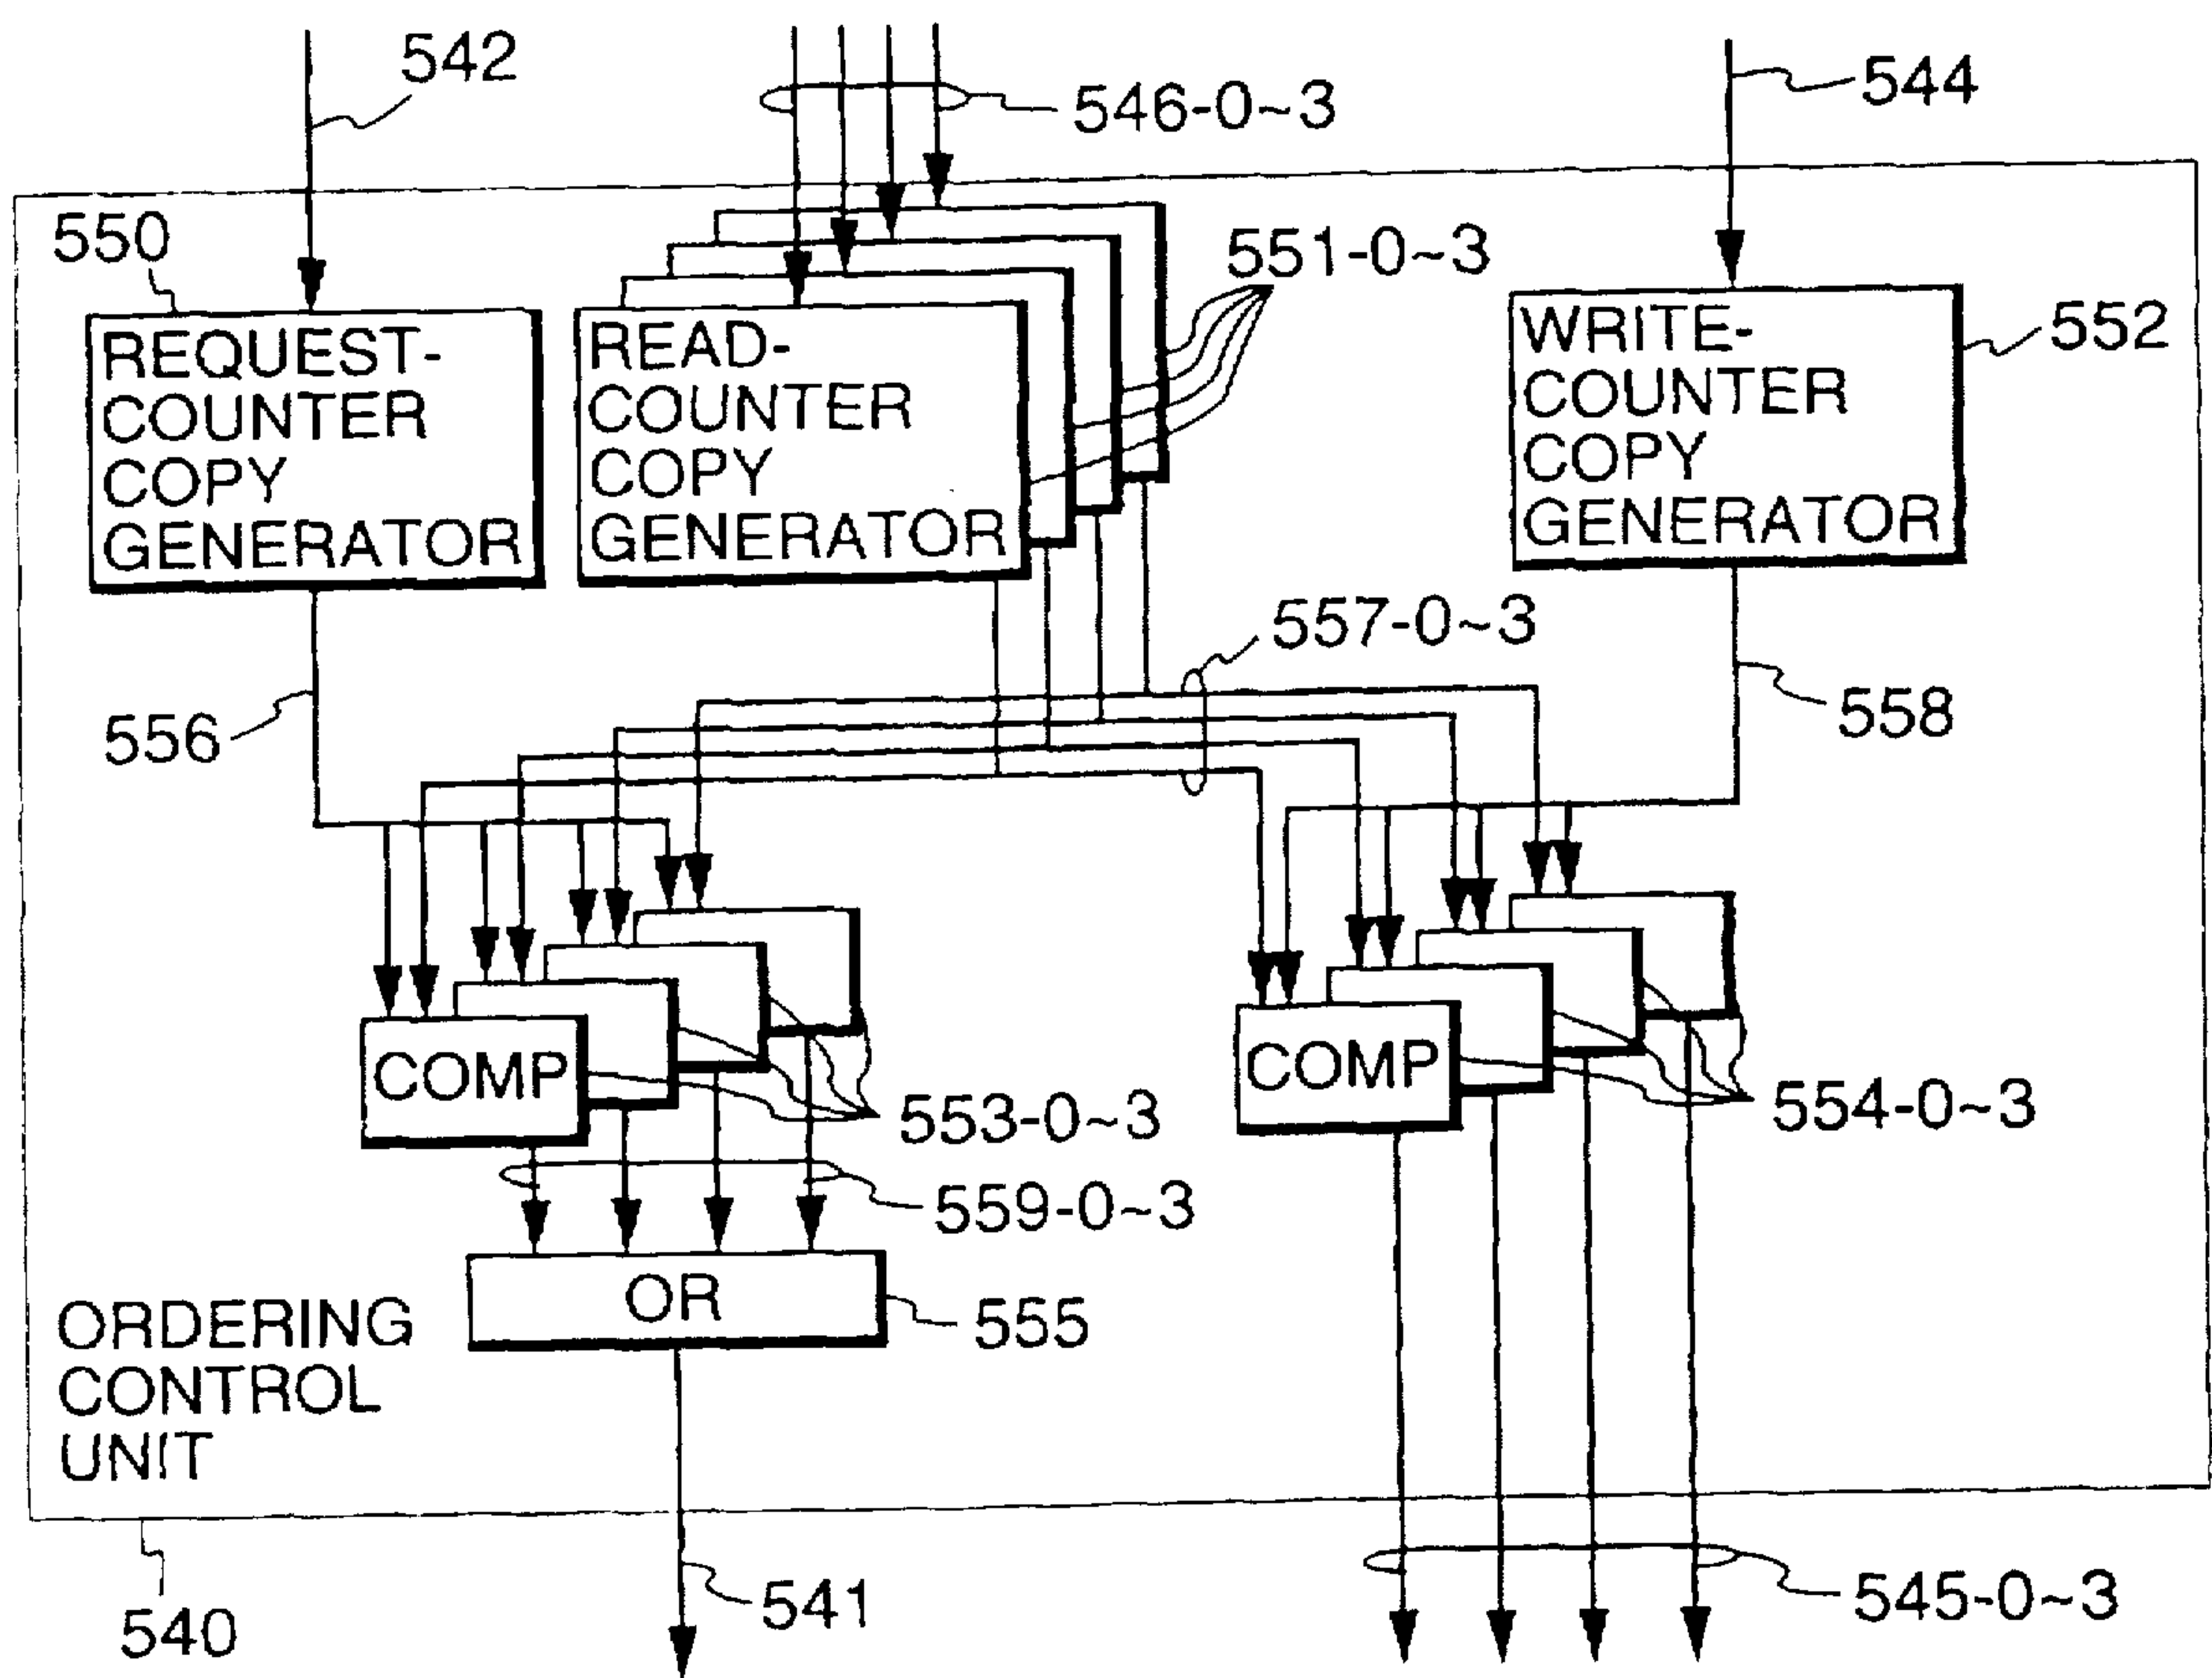 542
546-0~3
544
550
551-0~3
REQUEST-
COUNTER
COPY
GENERATOR
READ-
COUNTER
COPY
GENERATOR
WRITE-
COUNTER
COPY
GENERATOR
552
557-0~3
556
558
COMP
553-0~3
COMP
554-0~3
559-0~3
OR
555
ORDERING
CONTROL
UNIT
541
545-0~3
540